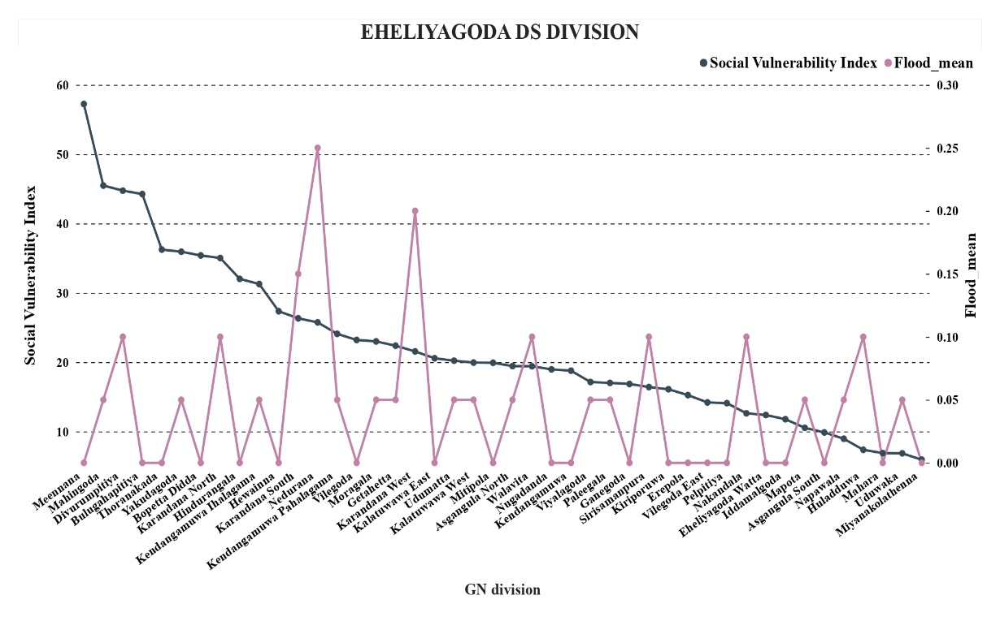 EHELIYAGODA DS DIVISION
Social Vulnerability Index Flood_mean
60 0.30
50 0.25
40 0.20
30 0.15
20 0.10
10 0.05
0.00
Social Vulnerability Index
Flood_mean
Meennana
Mahingoda
Divurumpitiya
Bulughapitiya
Thoranakada
Yakudagoda
Bopetta Dldda
Karandana North
Hindurangala
Kendangamuwa Ihalagama
Hewainna
Karandana South
Nedurana
Kendangamuwa Pahalagama
Vilegoda
Moragala
Getahetta
Karandana West
Kalatuwawa East
Udumatta
Kalatuwawa West
Mitipola
Asgangula North
Walavita
Nugadanda
Kendanganuwa
Viyalagoda
Paleegala
Ganegoda
Sirisamanpura
Kiriporuwa
Erepola
Vilegoda East
Pelpitiya
Nakandala
Eheliyagoda Watta
Iddamalgoda
Mapota
Asgangula South
Napawala
Huludduwa
Mahara
Uduwaka
Miyanakolathenna
GN division